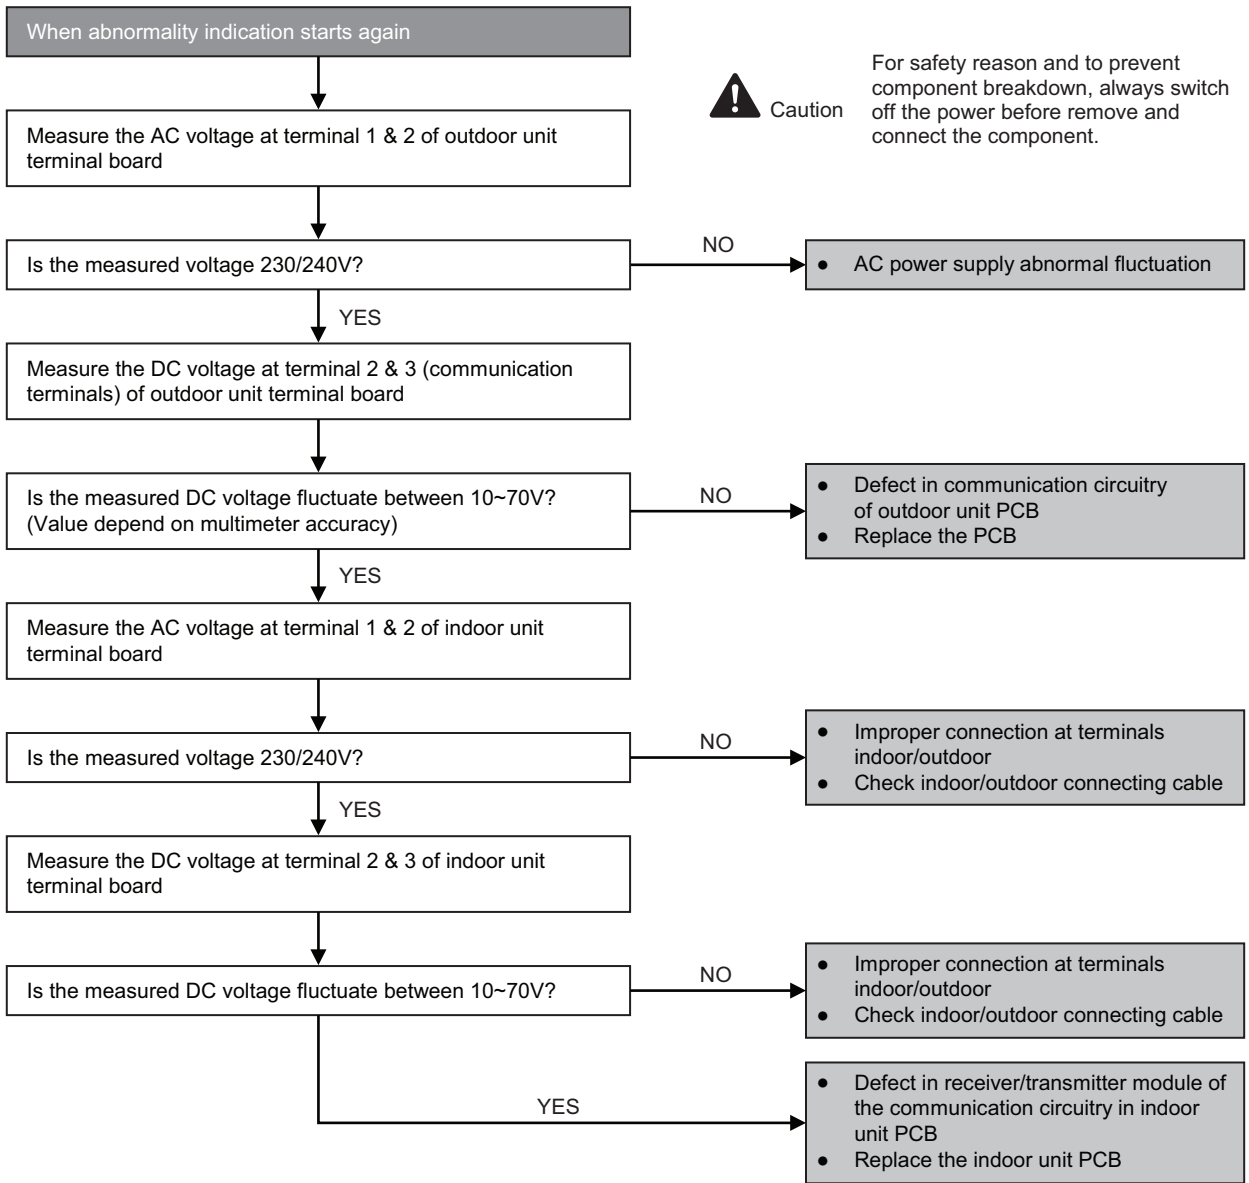 When abnormality indication starts again
Caution
For safety reason and to prevent
component breakdown, always switch
off the power before remove and
connect the component.
Measure the AC voltage at terminal 1 & 2 of outdoor unit
terminal board
Is the measured voltage 230/240V?
NO
● AC power supply abnormal fluctuation
YES
Measure the DC voltage at terminal 2 & 3 (communication
terminals) of outdoor unit terminal board
Is the measured DC voltage fluctuate between 10~70V?
(Value depend on multimeter accuracy)
NO
● Defect in communication circuitry
of outdoor unit PCB
● Replace the PCB
YES
Measure the AC voltage at terminal 1 & 2 of indoor unit
terminal board
Is the measured voltage 230/240V?
NO
● Improper connection at terminals
indoor/outdoor
● Check indoor/outdoor connecting cable
YES
Measure the DC voltage at terminal 2 & 3 of indoor unit
terminal board
Is the measured DC voltage fluctuate between 10~70V?
NO
● Improper connection at terminals
indoor/outdoor
● Check indoor/outdoor connecting cable
YES
● Defect in receiver/transmitter module of
the communication circuitry in indoor
unit PCB
● Replace the indoor unit PCB